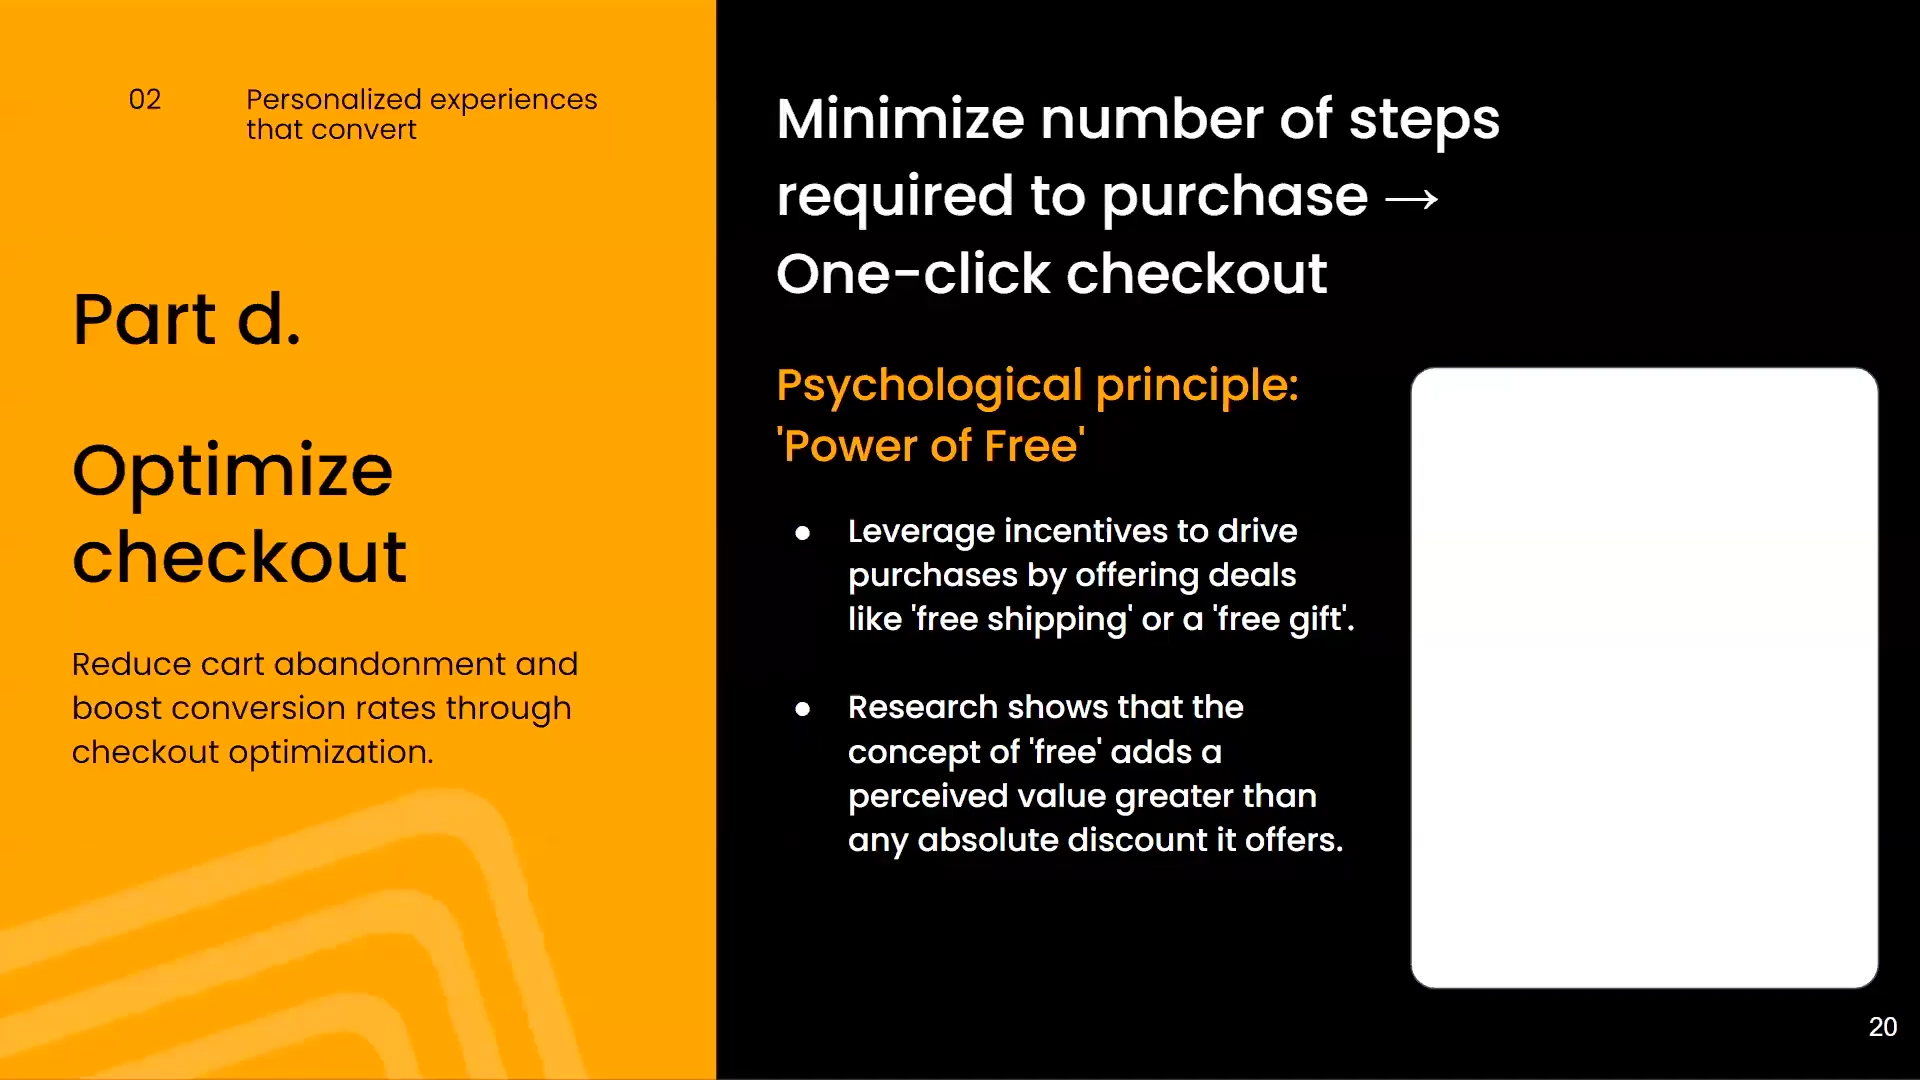 02
Personalized experiences
that convert
Part d.
Optimize
checkout
Reduce cart abandonment and
boost conversion rates through
checkout optimization.
Minimize number of steps
required to purchase →
One-click checkout
Psychological principle:
'Power of Free'
● Leverage incentives to drive
purchases by offering deals
like 'free shipping' or a 'free gift'.
● Research shows that the
concept of 'free' adds a
perceived value greater than
any absolute discount it offers.
20